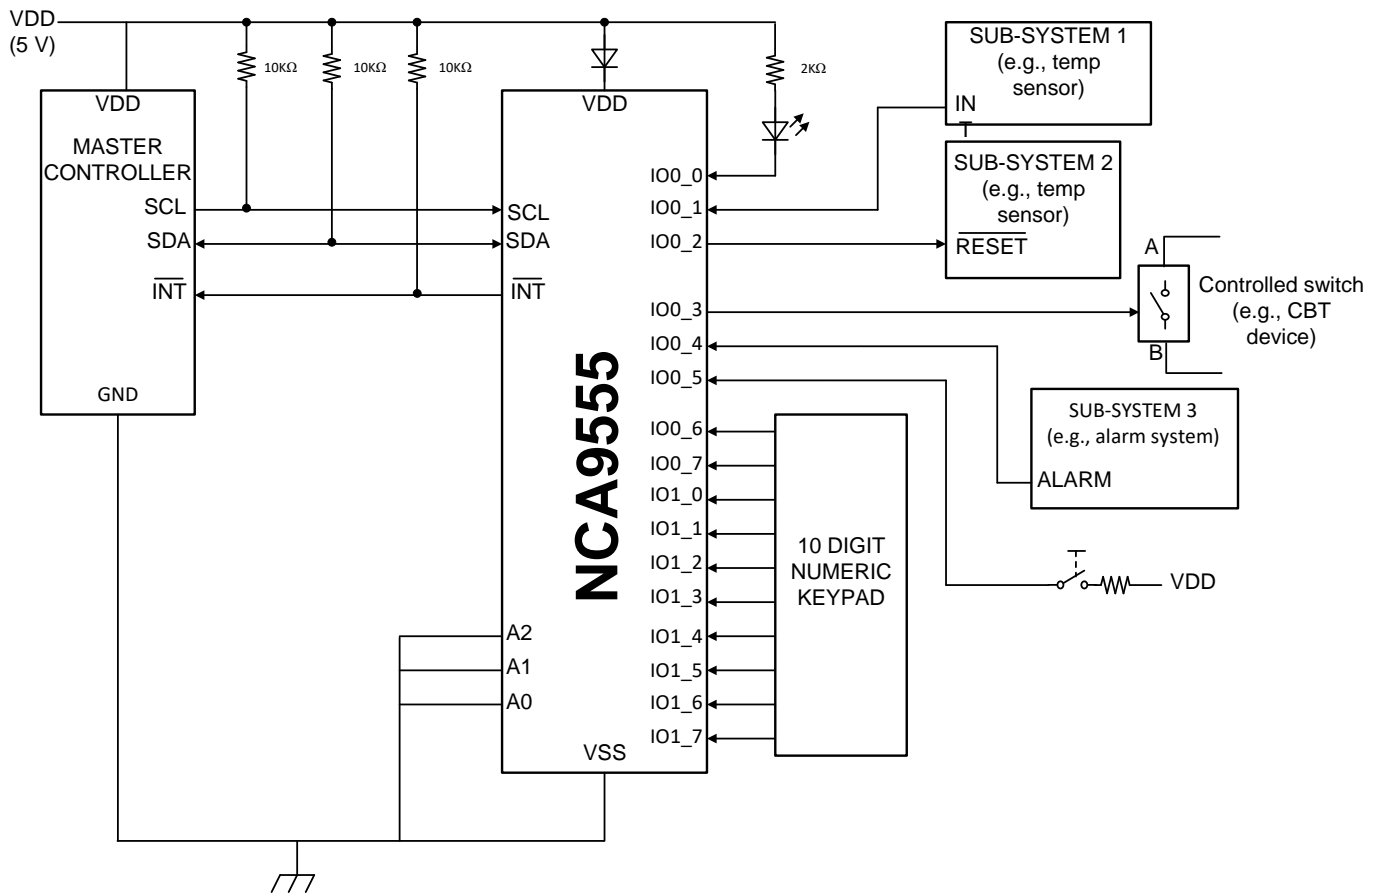 VDD
(5 V)
10KΩ
10KΩ
10KΩ
2KΩ
VDD
MASTER
CONTROLLER
SCL
SDA
INT
GND
VDD
SCL
SDA
INT
NCA9555
A2
A1
A0
VSS
IO0_0
IO0_1
IO0_2
IO0_3
IO0_4
IO0_5
IO0_6
IO0_7
IO1_0
IO1_1
IO1_2
IO1_3
IO1_4
IO1_5
IO1_6
IO1_7
SUB-SYSTEM 1
(e.g., temp
sensor)
IN
T
SUB-SYSTEM 2
(e.g., temp
sensor)
RESET
A
B
Controlled switch
(e.g., CBT
device)
SUB-SYSTEM 3
(e.g., alarm system)
ALARM
10 DIGIT
NUMERIC
KEYPAD
VDD